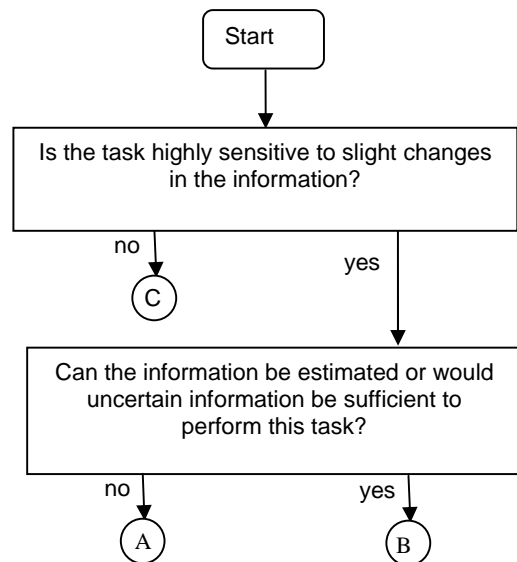 Start
Is the task highly sensitive to slight changes
in the information?
no
yes
C
Can the information be estimated or would
uncertain information be sufficient to
perform this task?
no
yes
A
B